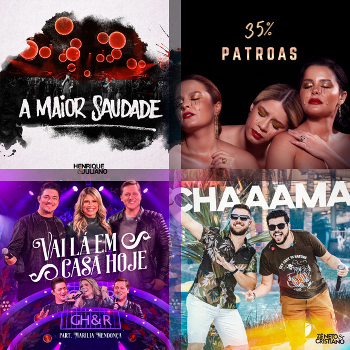 A MAIOR SAUDADE
HENRIQUE
&JULIANO
35%
PATROAS
VAI LÁ EM
CASA HOJE
GH&R
PART. MARÍLIA MENDONÇA
CHAAAMA
ZÉ NETO &
CRISTIANO